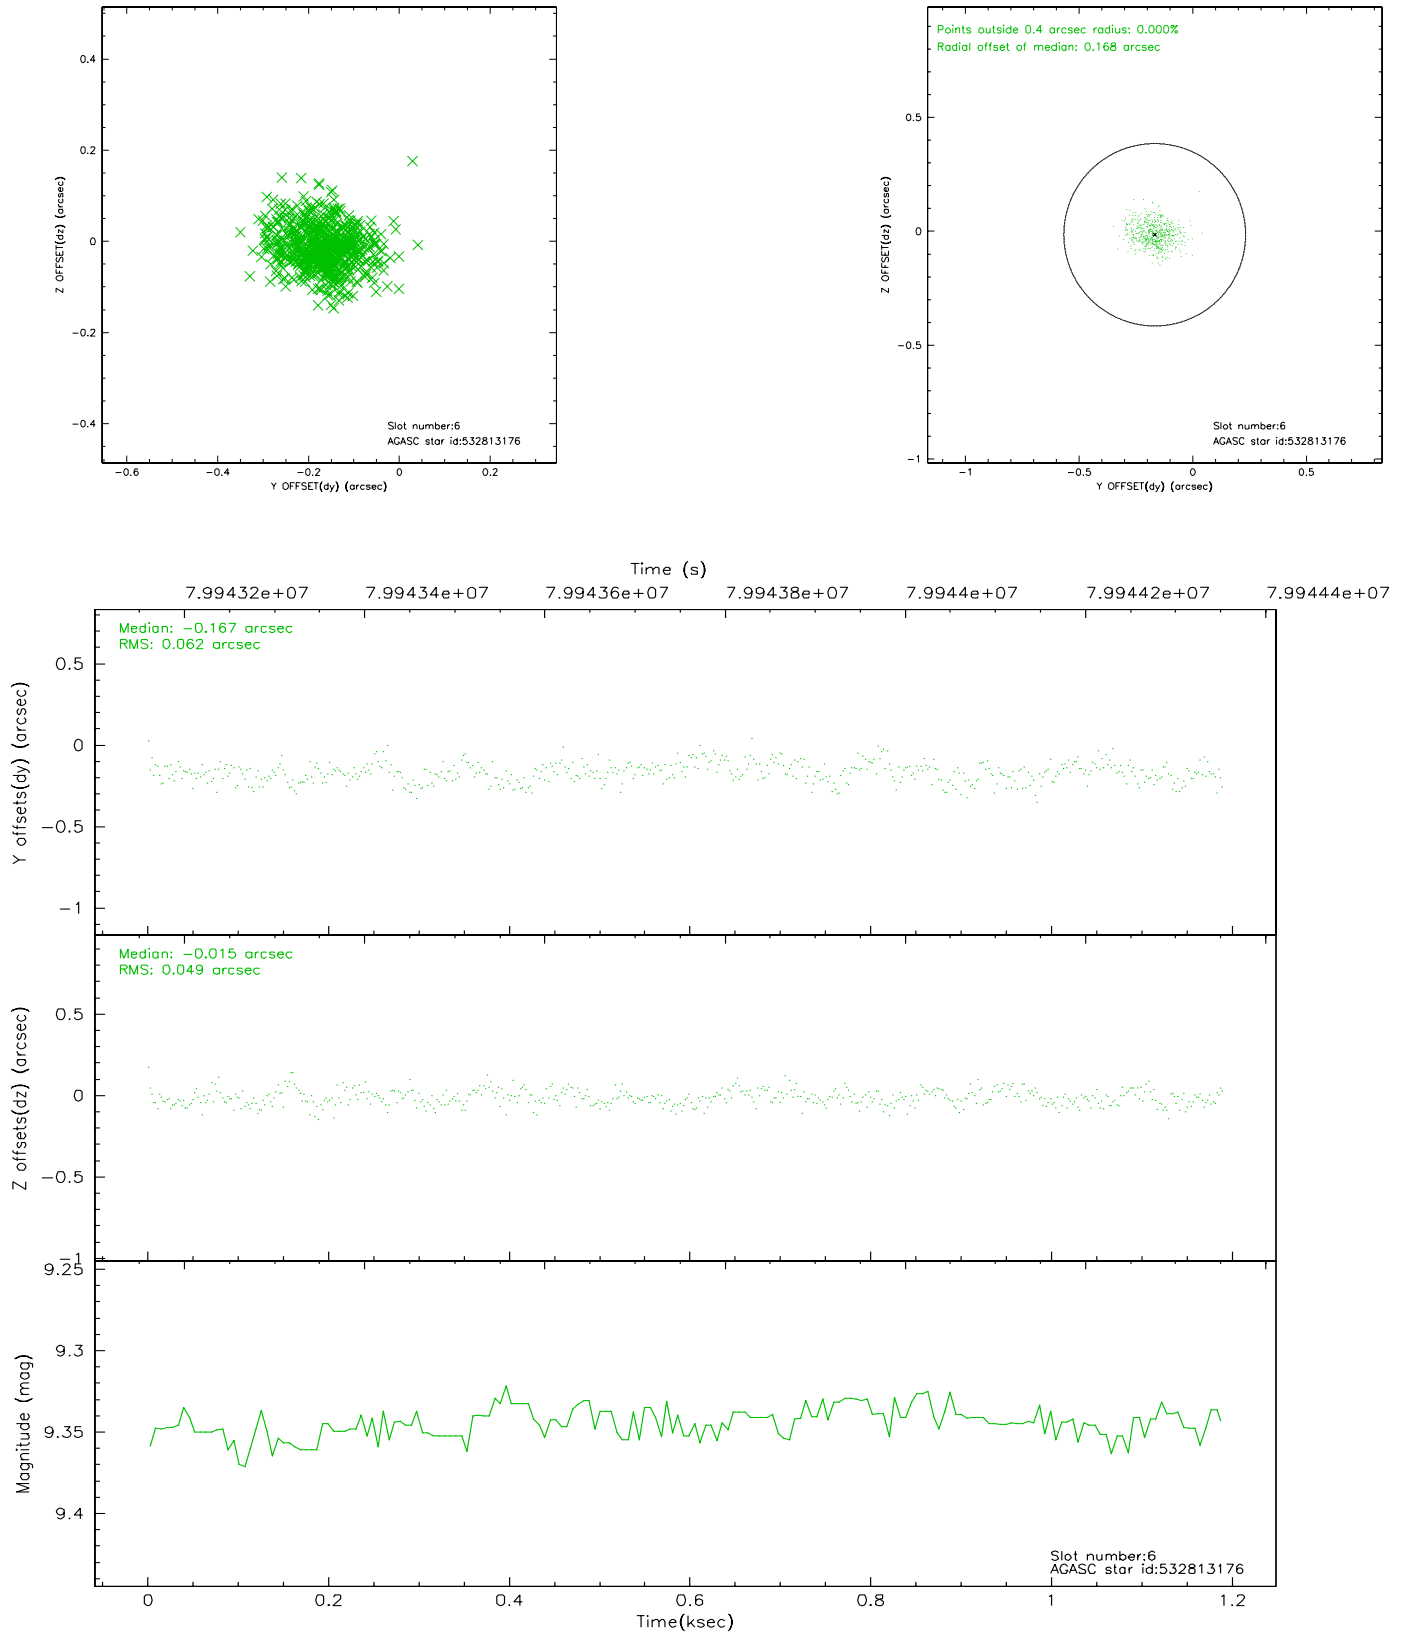 0.4
0.2
0
−0.2
−0.4
Z OFFSET(dz) (arcsec)
−0.6
−0.4
−0.2
0
0.2
Y OFFSET(dy) (arcsec)
Slot number:6
AGASC star id:532813176
Points outside 0.4 arcsec radius: 0.000%
Radial offset of median: 0.168 arcsec
0.5
0
−0.5
−1
Z OFFSET(dz) (arcsec)
−1
−0.5
0
0.5
Y OFFSET(dy) (arcsec)
Slot number:6
AGASC star id:532813176
Time (s)
7.99432e+07
7.99434e+07
7.99436e+07
7.99438e+07
7.9944e+07
7.99442e+07
7.99444e+07
Median: −0.167 arcsec
RMS: 0.062 arcsec
0.5
0
−0.5
−1
Y offsets(dy) (arcsec)
Median: −0.015 arcsec
RMS: 0.049 arcsec
0.5
0
−0.5
−1
Z offsets(dz) (arcsec)
9.25
9.3
9.35
9.4
Magnitude (mag)
Slot number:6
AGASC star id:532813176
0
0.2
0.4
0.6
0.8
1
1.2
Time(ksec)